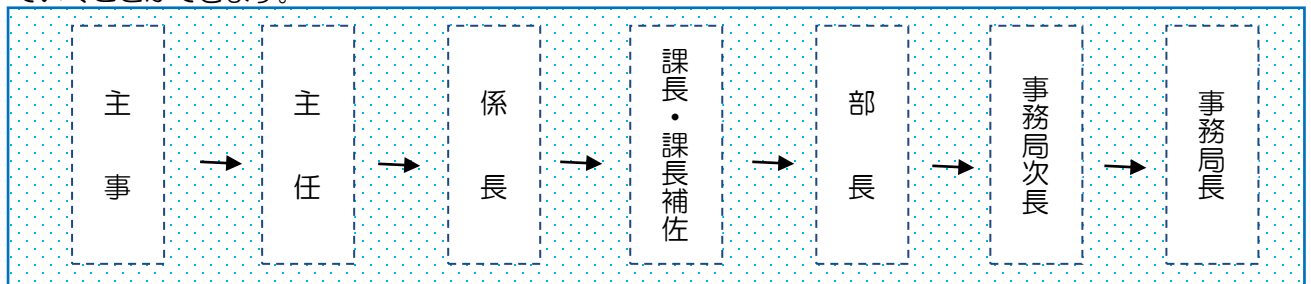 主事
主任
係長
課長・課長補佐
部長
事務局次長
事務局長